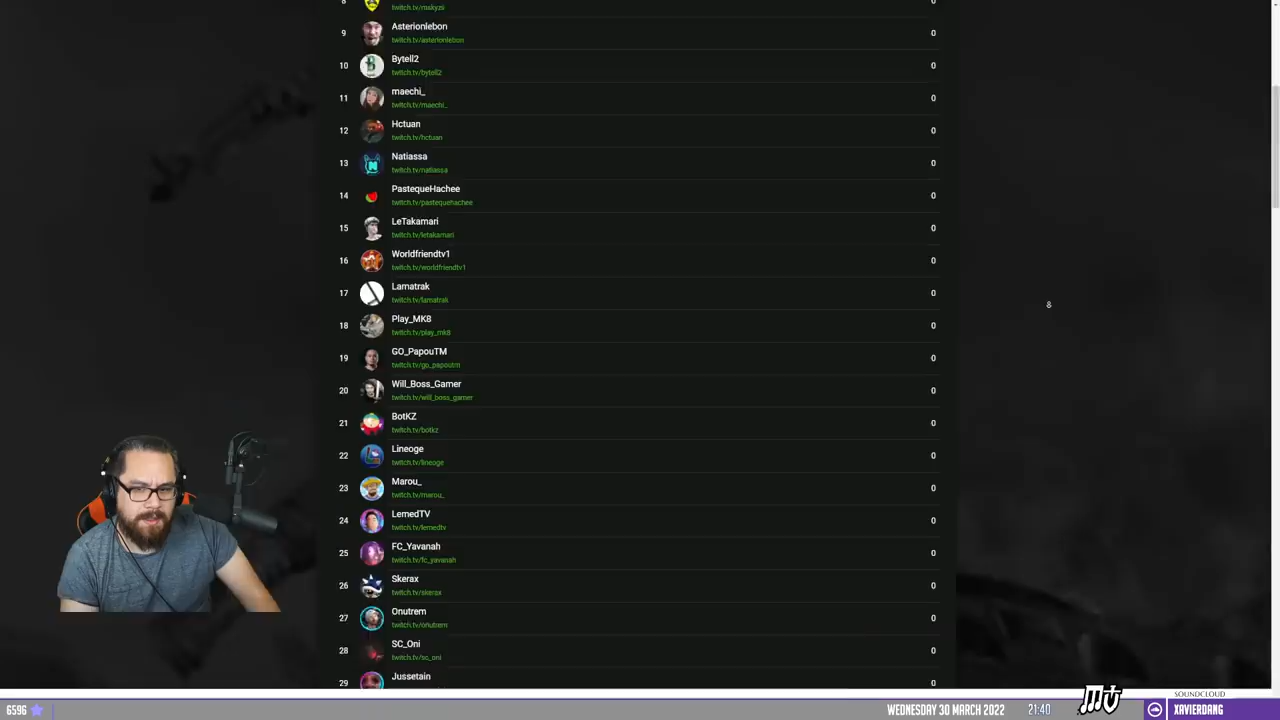 8
twitch.tv/mskyzii
0
9
Asterionlebon
twitch.tv/asterionlebon
0
10
Bytell2
twitch.tv/bytell2
0
11
maechi_
twitch.tv/maechi_
0
12
Hctuan
twitch.tv/hctuan
0
13
Natiassa
twitch.tv/natiassa
0
14
PastequeHachee
twitch.tv/pastequehachee
0
15
LeTakamari
twitch.tv/letakamari
0
16
Worldfriendtv1
twitch.tv/worldfriendtv1
0
17
Lamatrak
twitch.tv/lamatrak
0
18
Play_MK8
twitch.tv/play_mk8
0
19
GO_PapouTM
twitch.tv/go_papoutm
0
20
Will_Boss_Gamer
twitch.tv/will_boss_gamer
0
21
BotKZ
twitch.tv/botkz
0
22
Lineoge
twitch.tv/lineoge
0
23
Marou_
twitch.tv/marou_
0
24
LemedTV
twitch.tv/lemedtv
0
25
FC_Yavanah
twitch.tv/fc_yavanah
0
26
Skerax
twitch.tv/skerax
0
27
Onutrem
twitch.tv/onutrem
0
28
SC_Oni
twitch.tv/sc_oni
0
29
Jussetain
0
6596
WEDNESDAY 30 MARCH 2022
21:40
SOUNDCLOUD
XAVIERDANG